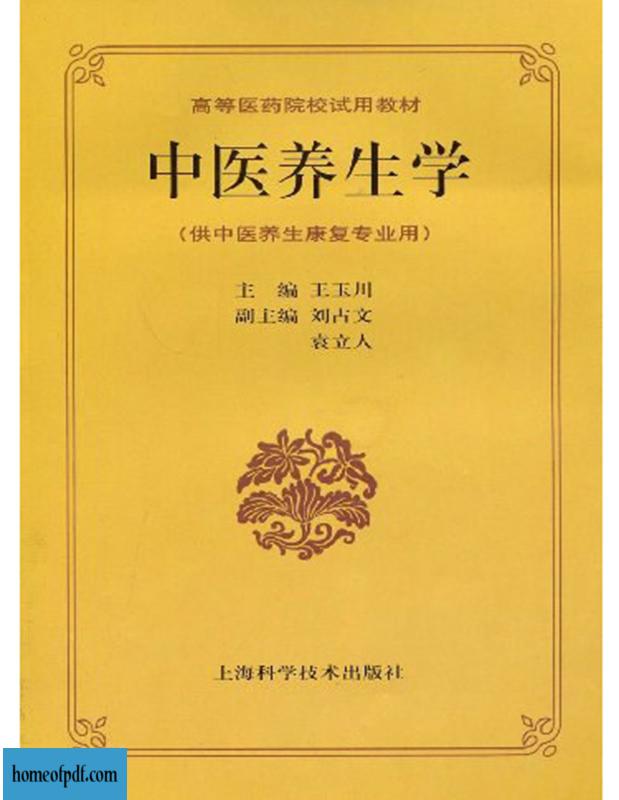 高等医药院校试用教材
中医养生学
（供中医养生康复专业用）
主 编 王玉川
副主编 刘占文
袁立人
上海科学技术出版社
homeofpdf.com